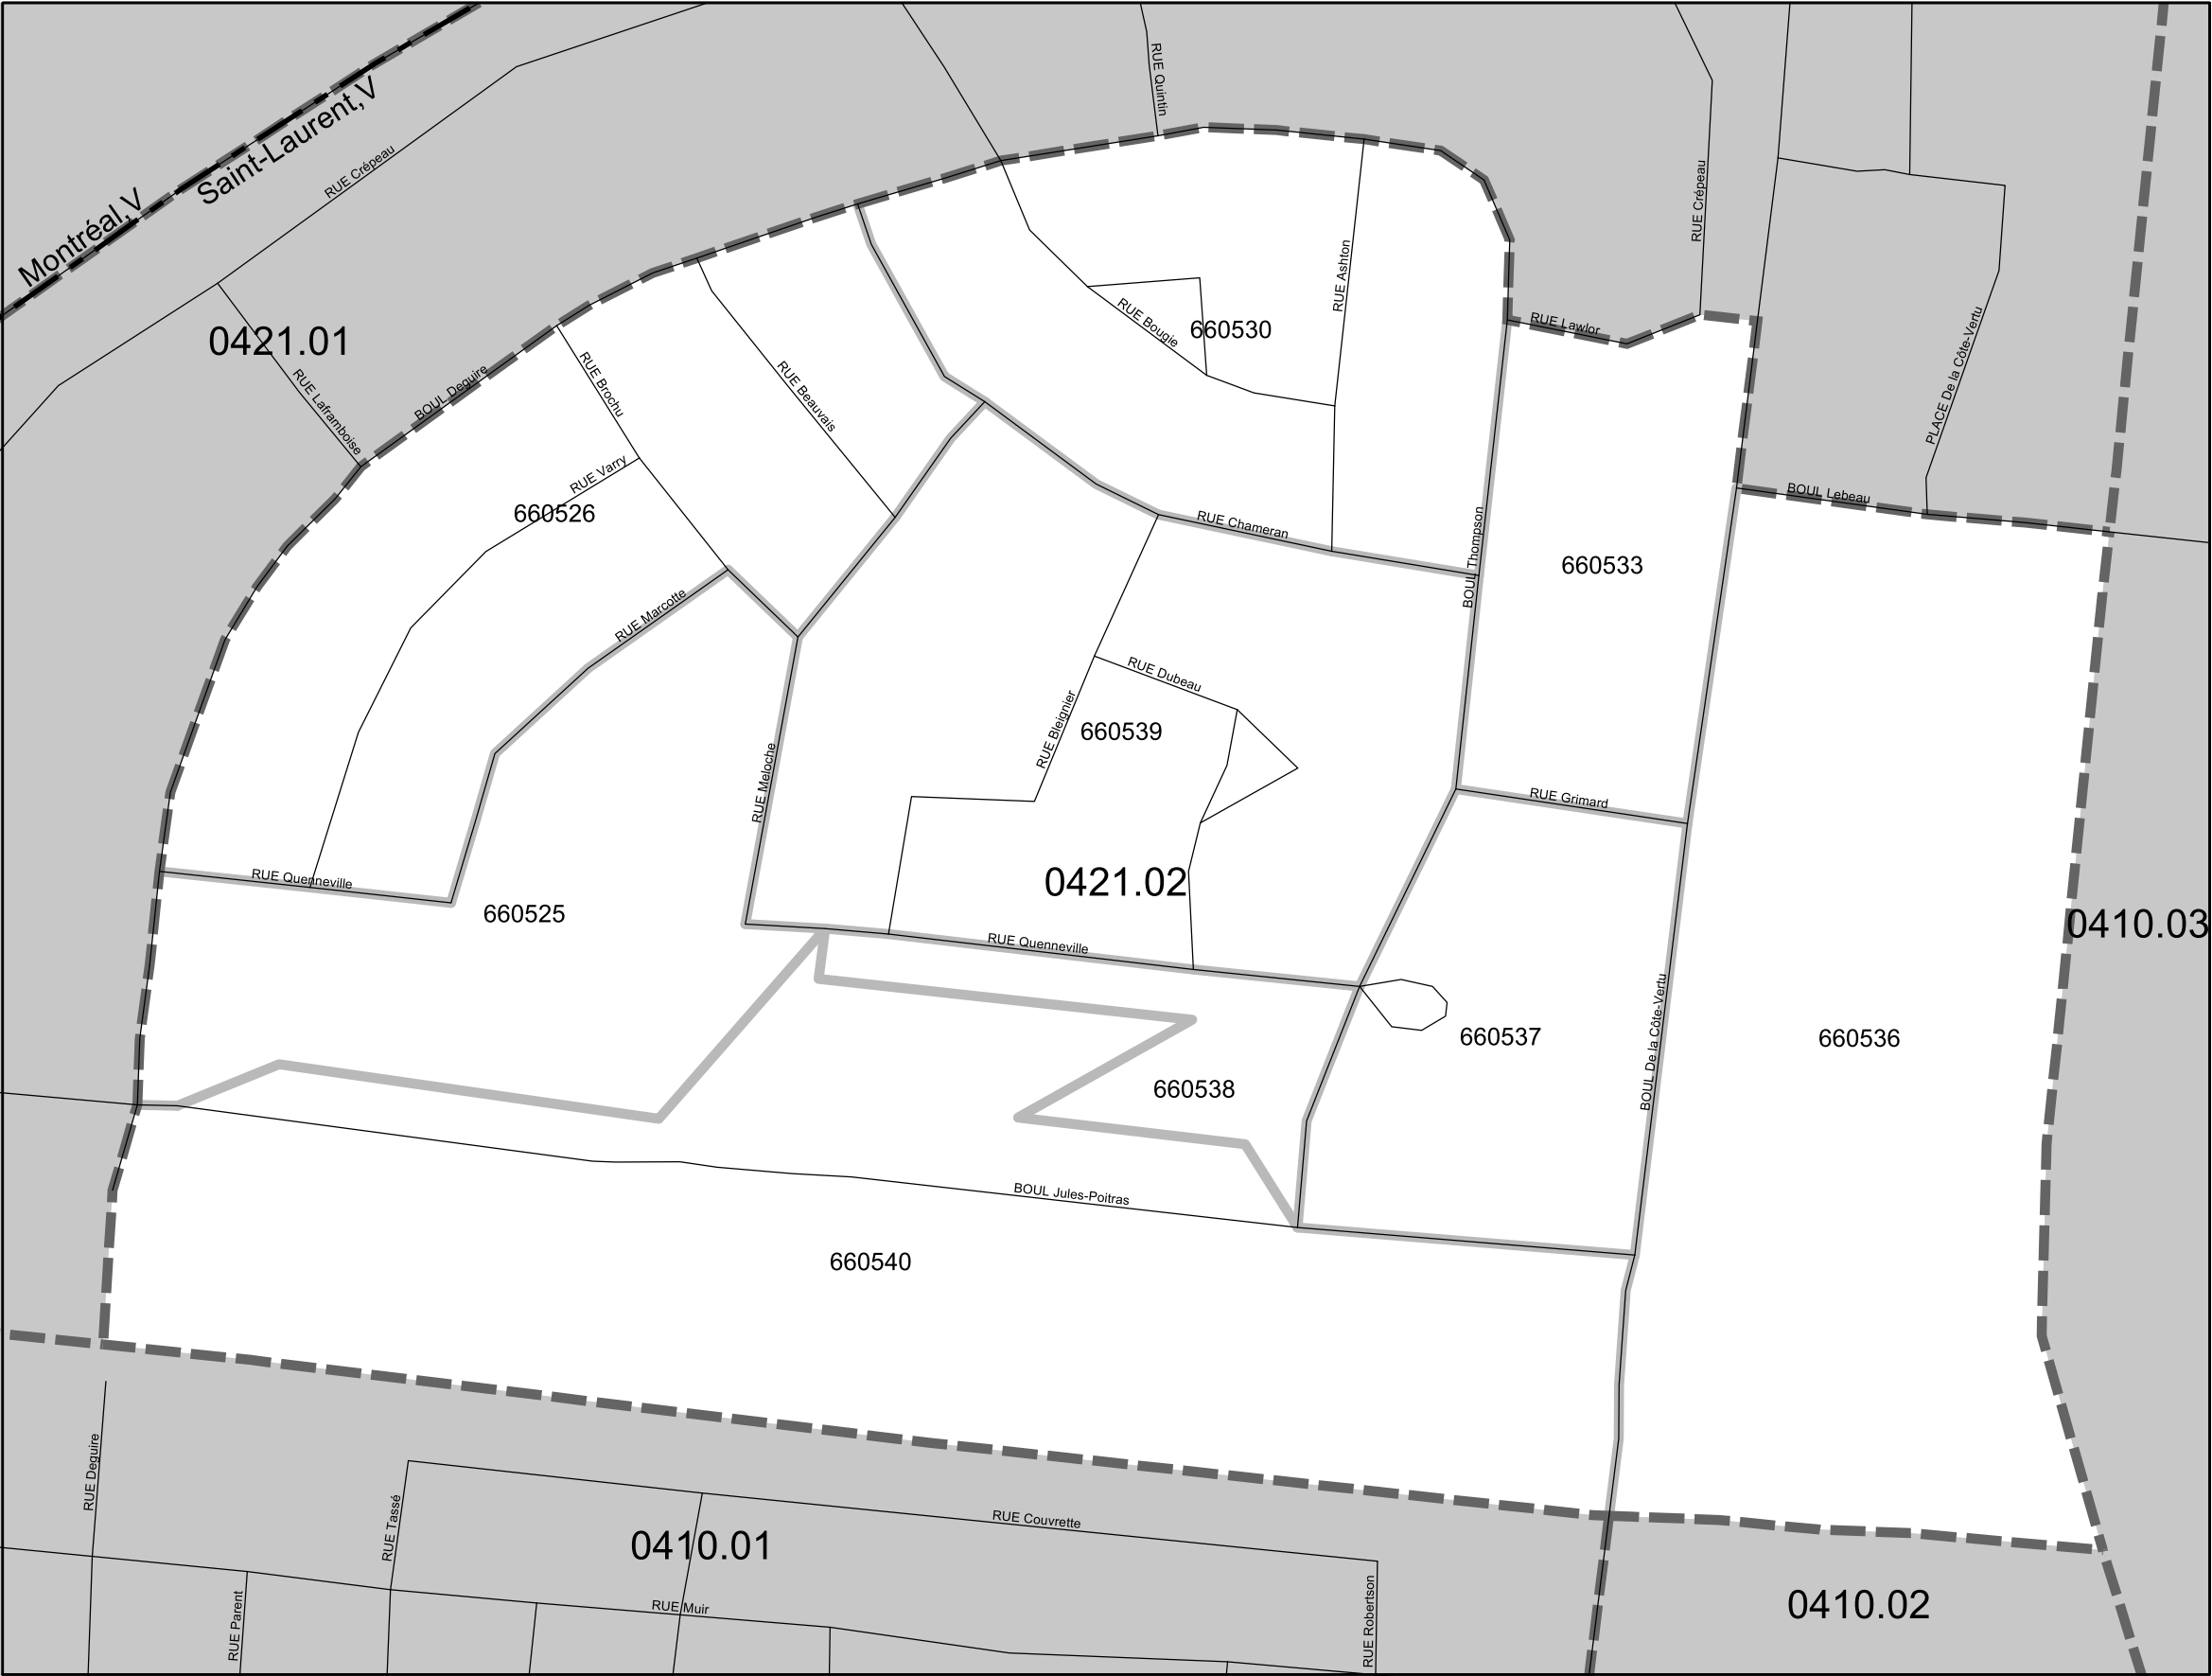 RUE Quintin
Montréal,V
Saint-Laurent,V
RUE Crépeau
RUE Crépeau
RUE Ashton
RUE Bougie
660530
RUE Lawlor
0421.01
RUE Laframboise
BOUL Deguire
RUE Brochu
RUE Beauvais
PLACE De la Côte-Vertu
RUE Varry
660526
BOUL Lebeau
RUE Chameran
BOUL Thompson
660533
RUE Marcotte
RUE Dubeau
RUE Bleignier
660539
RUE Meloche
RUE Grimard
RUE Quenneville
0421.02
660525
0410.03
RUE Quenneville
660537
660536
BOUL De la Côte-Vertu
660538
BOUL Jules-Poitras
660540
RUE Deguire
RUE Tassé
RUE Couvrette
0410.01
0410.02
RUE Parent
RUE Muir
RUE Robertson